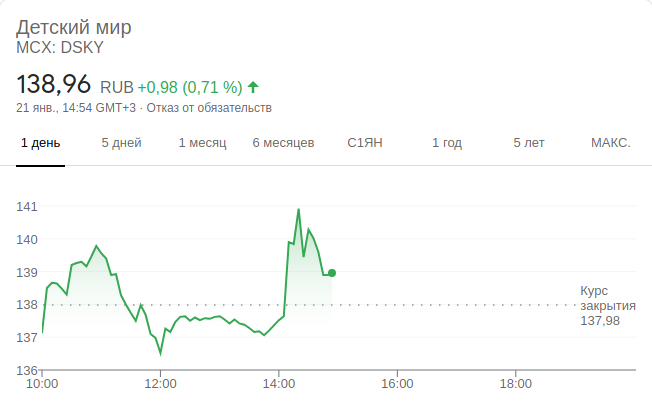 Детский мир
MCX: DSKY
138,96 RUB +0,98 (0,71 %)
21 янв., 14:54 GMT+3 · Отказ от обязательств
1 день 5 дней 1 месяц 6 месяцев С1ЯН 1 год 5 лет МАКС.
141
140
139
138
137
136
Курс
закрытия
137,98
10:00 12:00 14:00 16:00 18:00